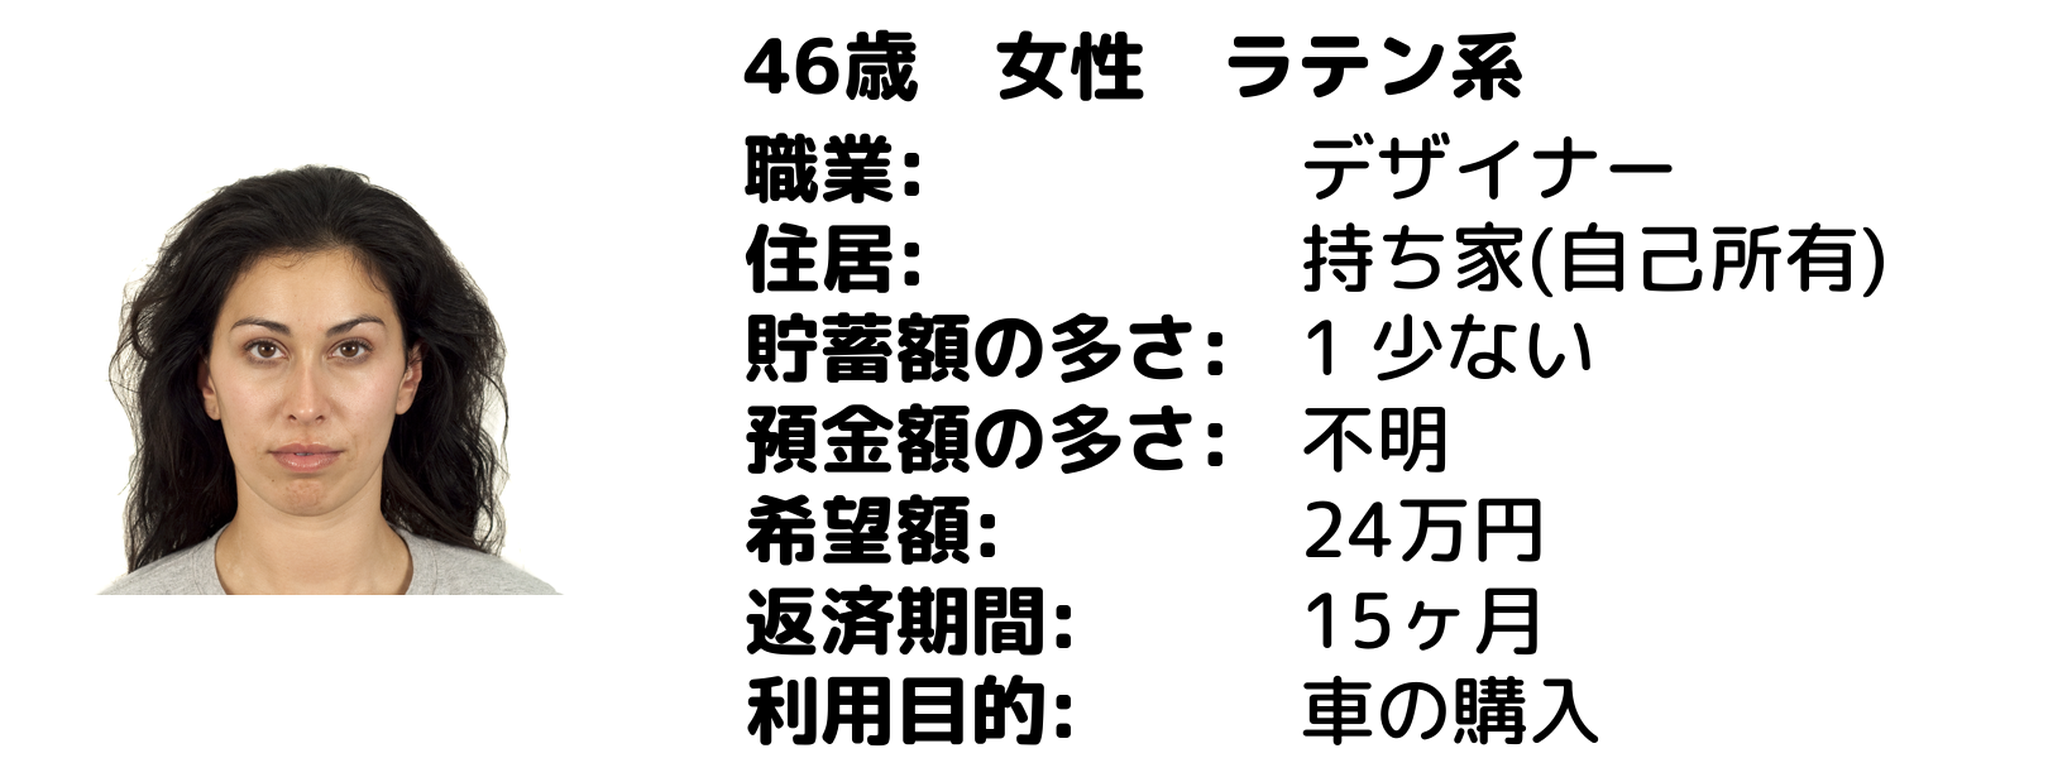 46歳　女性　ラテン系
職業: デザイナー
住居: 持ち家(自己所有)
貯蓄額の多さ: 1 少ない
預金額の多さ: 不明
希望額: 24万円
返済期間: 15ヶ月
利用目的: 車の購入